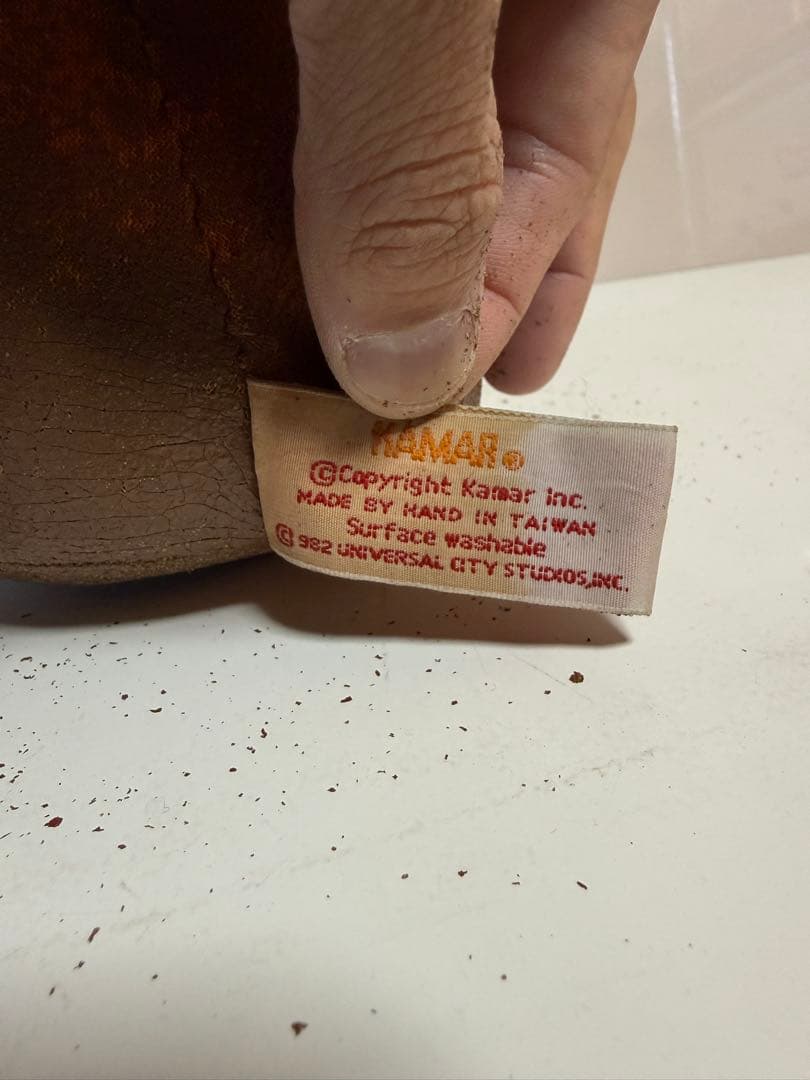 KAMAR®
©Copyright Kamar Inc.
MADE BY HAND IN TAIWAN
Surface washable
© 982 UNIVERSAL CITY STUDIOS,INC.